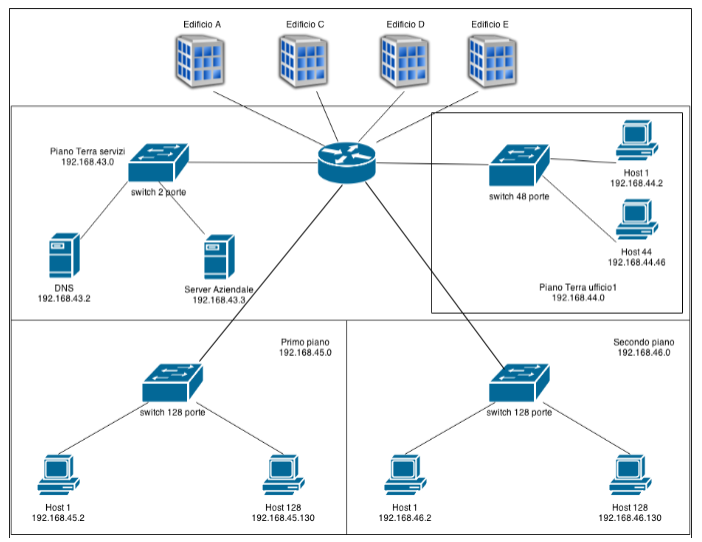 Edificio A
Edificio C
Edificio D
Edificio E
Piano Terra servizi
192.168.43.0
switch 2 porte
switch 48 porte
Host 1
192.168.44.2
Host 44
192.168.44.46
DNS
192.168.43.2
Server Aziendale
192.168.43.3
Piano Terra ufficio1
192.168.44.0
Primo piano
192.168.45.0
Secondo piano
192.168.46.0
switch 128 porte
switch 128 porte
Host 1
192.168.45.2
Host 128
192.168.45.130
Host 1
192.168.46.2
Host 128
192.168.46.130